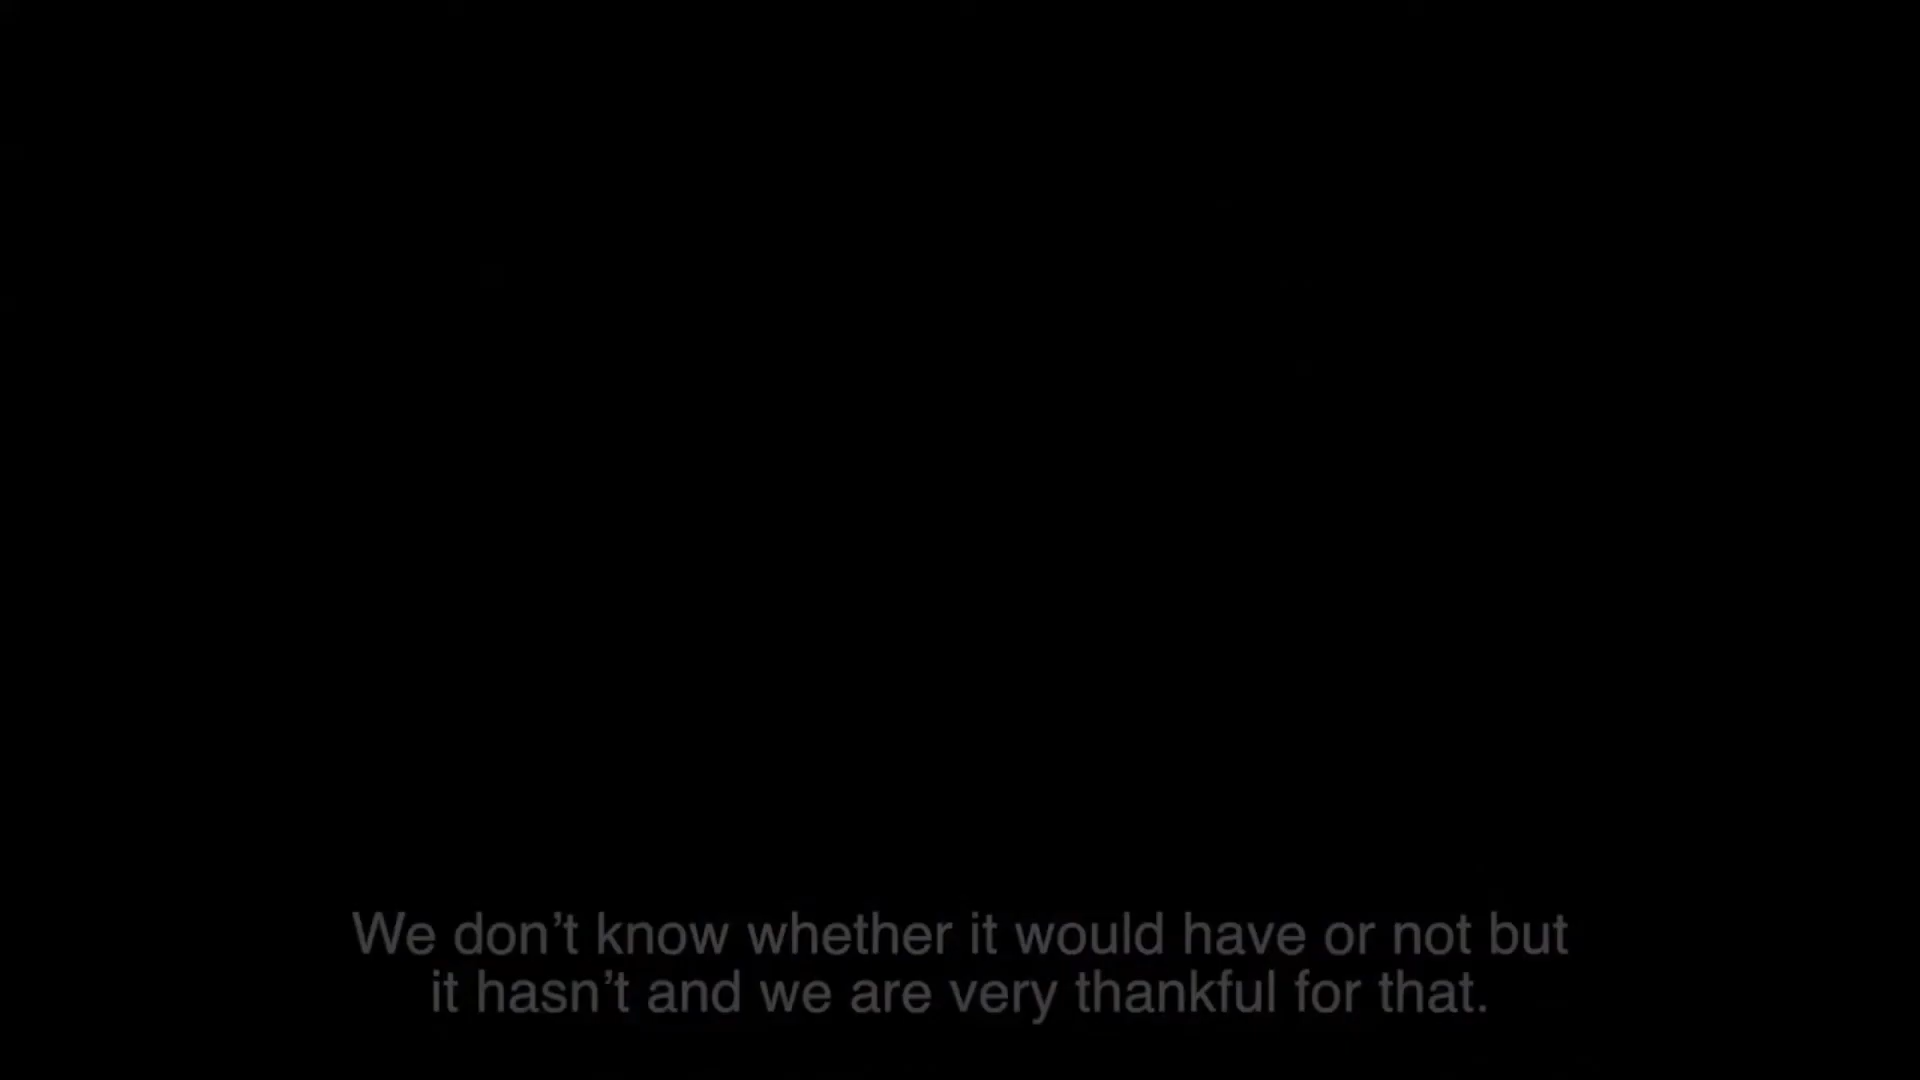 We don’t know whether it would have or not but
it hasn’t and we are very thankful for that.